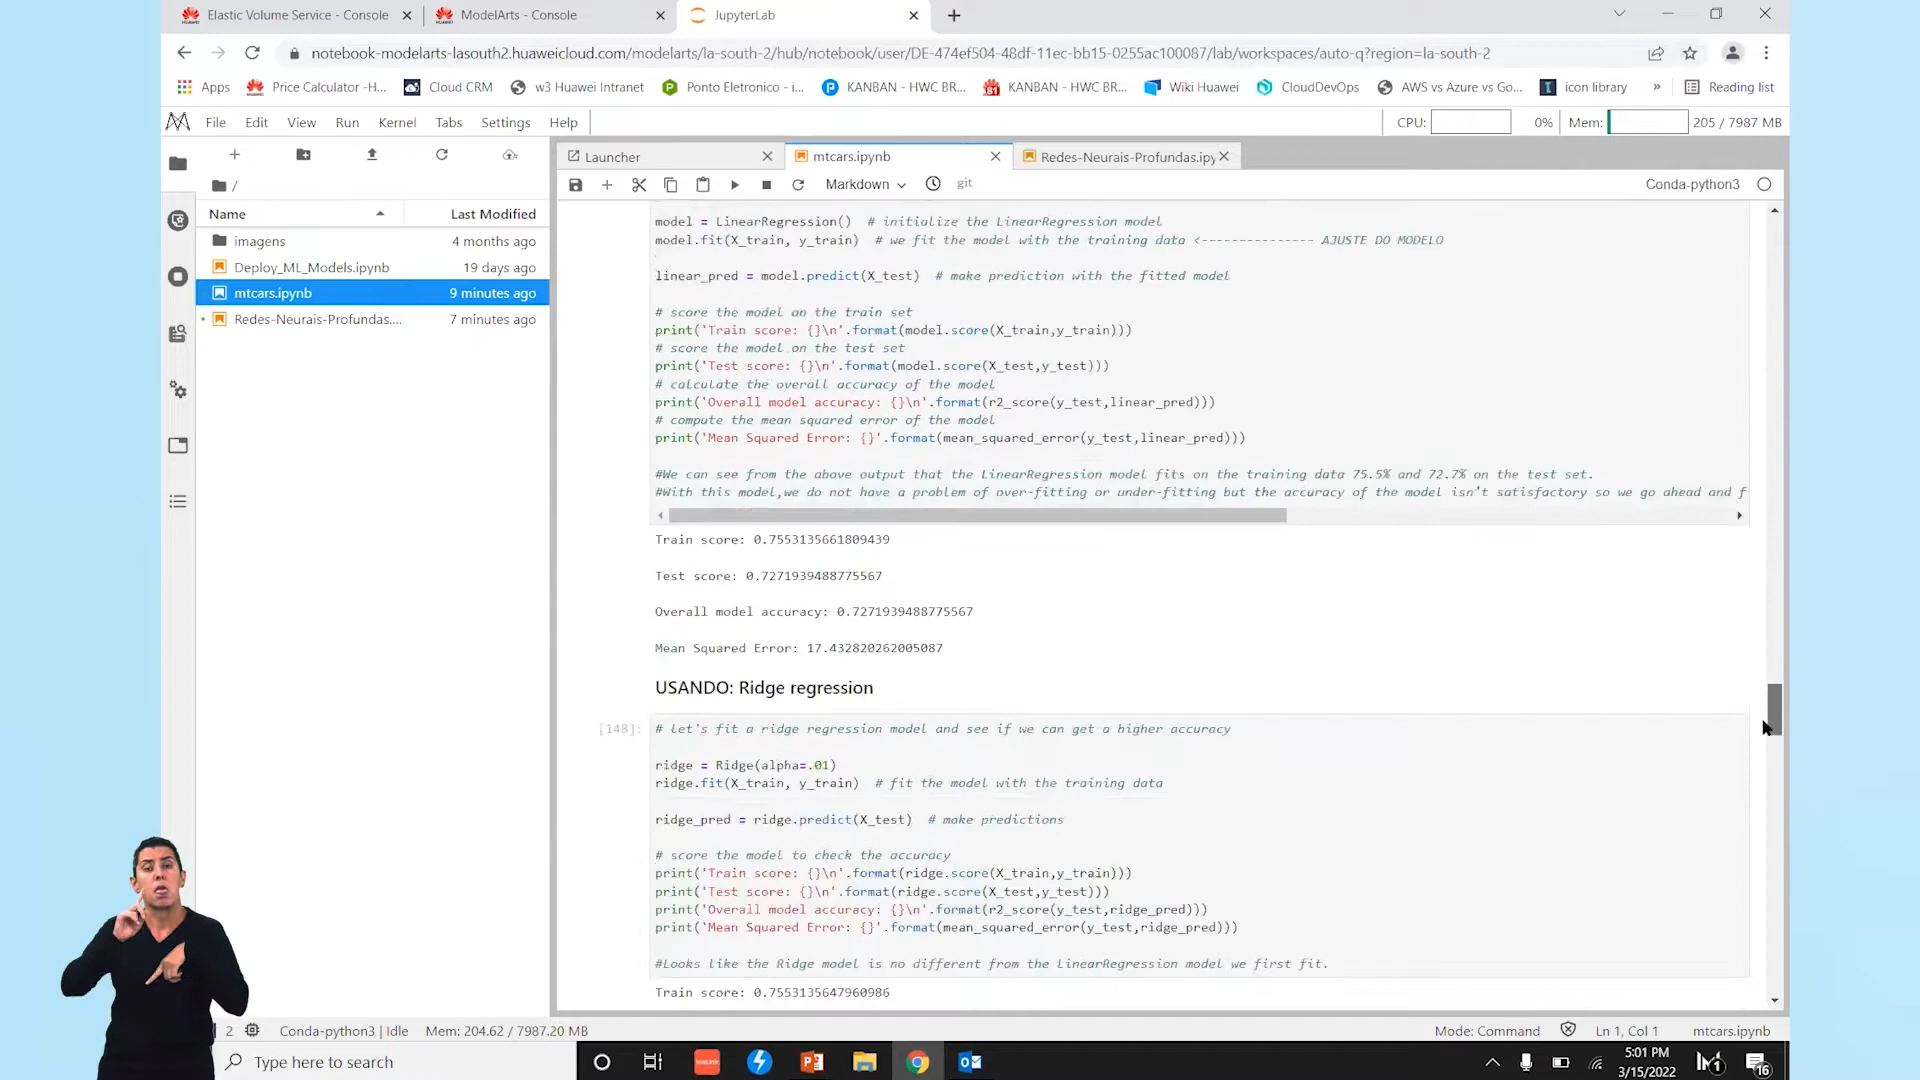 Elastic Volume Service - Console
ModelArts - Console
JupyterLab
notebook-modelarts-lasouth2.huaweicloud.com/modelarts/la-south-2/hub/notebook/user/DE-474ef504-48df-11ec-bb15-0255ac100087/lab/workspaces/auto-q?region=la-south-2
Apps
Price Calculator -H...
Cloud CRM
w3 Huawei Intranet
Ponto Eletronico - i...
KANBAN - HWC BR...
KANBAN - HWC BR...
Wiki Huawei
CloudDevOps
AWS vs Azure vs Go...
icon library
»
Reading list
File Edit View Run Kernel Tabs Settings Help
CPU: 0% Mem: 205 / 7987 MB
Launcher
mtcars.ipynb
Redes-Neurais-Profundas.ipy
/
Markdown
git
Conda-python3
Name Last Modified
imagens 4 months ago
Deploy_ML_Models.ipynb 19 days ago
mtcars.ipynb 9 minutes ago
Redes-Neurais-Profundas.... 7 minutes ago
model = LinearRegression()  # initialize the LinearRegression model
model.fit(X_train, y_train)  # we fit the model with the training data <--------------- AJUSTE DO MODELO
linear_pred = model.predict(X_test)  # make prediction with the fitted model
# score the model on the train set
print('Train score: {}\n'.format(model.score(X_train,y_train)))
# score the model on the test set
print('Test score: {}\n'.format(model.score(X_test,y_test)))
# calculate the overall accuracy of the model
print('Overall model accuracy: {}\n'.format(r2_score(y_test,linear_pred)))
# compute the mean squared error of the model
print('Mean Squared Error: {}'.format(mean_squared_error(y_test,linear_pred)))
#We can see from the above output that the LinearRegression model fits on the training data 75.5% and 72.7% on the test set.
#With this model,we do not have a problem of over-fitting or under-fitting but the accuracy of the model isn't satisfactory so we go ahead and f
Train score: 0.7553135661809439
Test score: 0.7271939488775567
Overall model accuracy: 0.7271939488775567
Mean Squared Error: 17.432820262005087
USANDO: Ridge regression
[148]:
# let's fit a ridge regression model and see if we can get a higher accuracy
ridge = Ridge(alpha=.01)
ridge.fit(X_train, y_train)  # fit the model with the training data
ridge_pred = ridge.predict(X_test)  # make predictions
# score the model to check the accuracy
print('Train score: {}\n'.format(ridge.score(X_train,y_train)))
print('Test score: {}\n'.format(ridge.score(X_test,y_test)))
print('Overall model accuracy: {}\n'.format(r2_score(y_test,ridge_pred)))
print('Mean Squared Error: {}'.format(mean_squared_error(y_test,ridge_pred)))
#Looks like the Ridge model is no different from the LinearRegression model we first fit.
Train score: 0.7553135647960986
2 Conda-python3 | Idle Mem: 204.62 / 7987.20 MB
Mode: Command Ln 1, Col 1 mtcars.ipynb
Type here to search
5:01 PM
3/15/2022
1
16